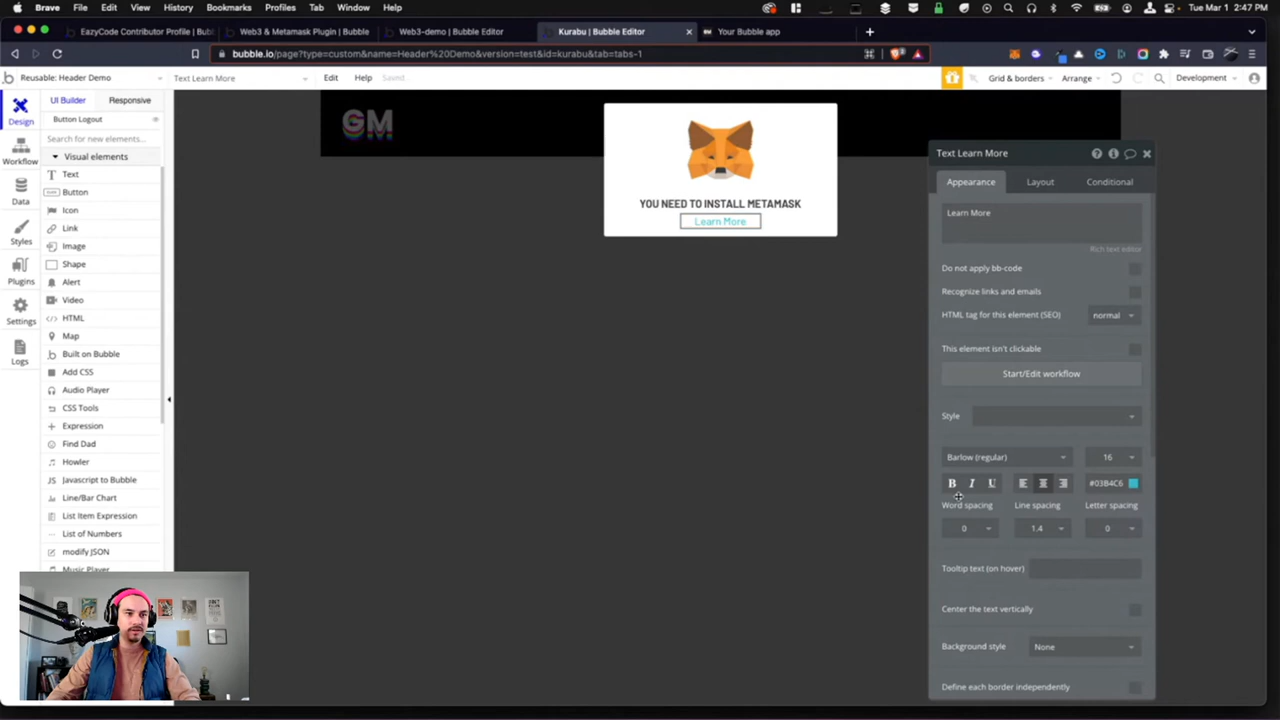 Brave File Edit View History Bookmarks Profiles Tab Window Help
Tue Mar 1 2:47 PM
EazyCode Contributor Profile | Bub
Web3 & Metamask Plugin | Bubble
Web3-demo | Bubble Editor
Kurabu | Bubble Editor
Your Bubble app
bubble.io/page?type=custom&name=Header%20Demo&version=test&id=kurabu&tab=tabs-1
Reusable: Header Demo
Text Learn More
Edit
Help
Saved
Grid & borders
Arrange
Development
Design
Workflow
Data
Styles
Plugins
Settings
Logs
UI Builder
Responsive
Button Logout
Search for new elements...
Visual elements
Text
Button
Icon
Link
Image
Shape
Alert
Video
HTML
Map
Built on Bubble
Add CSS
Audio Player
CSS Tools
Expression
Find Dad
Howler
Javascript to Bubble
Line/Bar Chart
List Item Expression
List of Numbers
modify JSON
Music Player
GM
YOU NEED TO INSTALL METAMASK
Learn More
Text Learn More
Appearance
Layout
Conditional
Learn More
Rich text editor
Do not apply bb-code
Recognize links and emails
HTML tag for this element (SEO)
normal
This element isn't clickable
Start/Edit workflow
Style
Barlow (regular)
16
B I U
#03B4C6
Word spacing
Line spacing
Letter spacing
0
1.4
0
Tooltip text (on hover)
Center the text vertically
Background style
None
Define each border independently